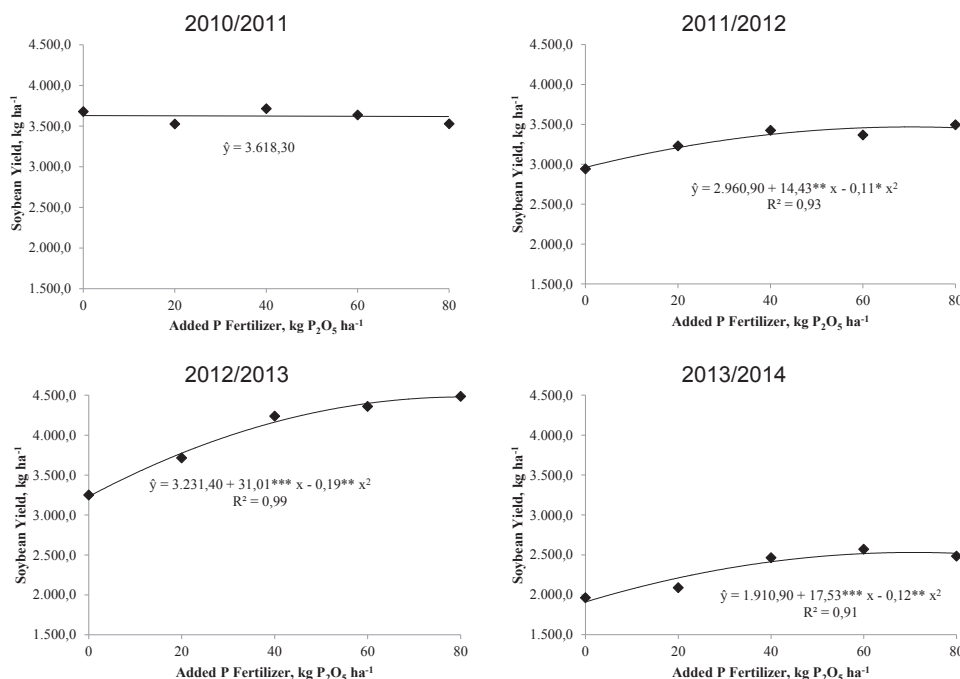 2010/2011
4.500,0
4.000,0
3.500,0
3.000,0
2.500,0
2.000,0
1.500,0
Soybean Yield, kg ha⁻¹
ŷ = 3.618,30
0 20 40 60 80
Added P Fertilizer, kg P₂O₅ ha⁻¹
2011/2012
4.500,0
4.000,0
3.500,0
3.000,0
2.500,0
2.000,0
1.500,0
Soybean Yield, kg ha⁻¹
ŷ = 2.960,90 + 14,43** x - 0,11* x²
R² = 0,93
0 20 40 60 80
Added P Fertilizer, kg P₂O₅ ha⁻¹
2012/2013
4.500,0
4.000,0
3.500,0
3.000,0
2.500,0
2.000,0
1.500,0
Soybean Yield, kg ha⁻¹
ŷ = 3.231,40 + 31,01*** x - 0,19** x²
R² = 0,99
0 20 40 60 80
Added P Fertilizer, kg P₂O₅ ha⁻¹
2013/2014
4.500,0
4.000,0
3.500,0
3.000,0
2.500,0
2.000,0
1.500,0
Soybean Yield, kg ha⁻¹
ŷ = 1.910,90 + 17,53*** x - 0,12** x²
R² = 0,91
0 20 40 60 80
Added P Fertilizer, kg P₂O₅ ha⁻¹